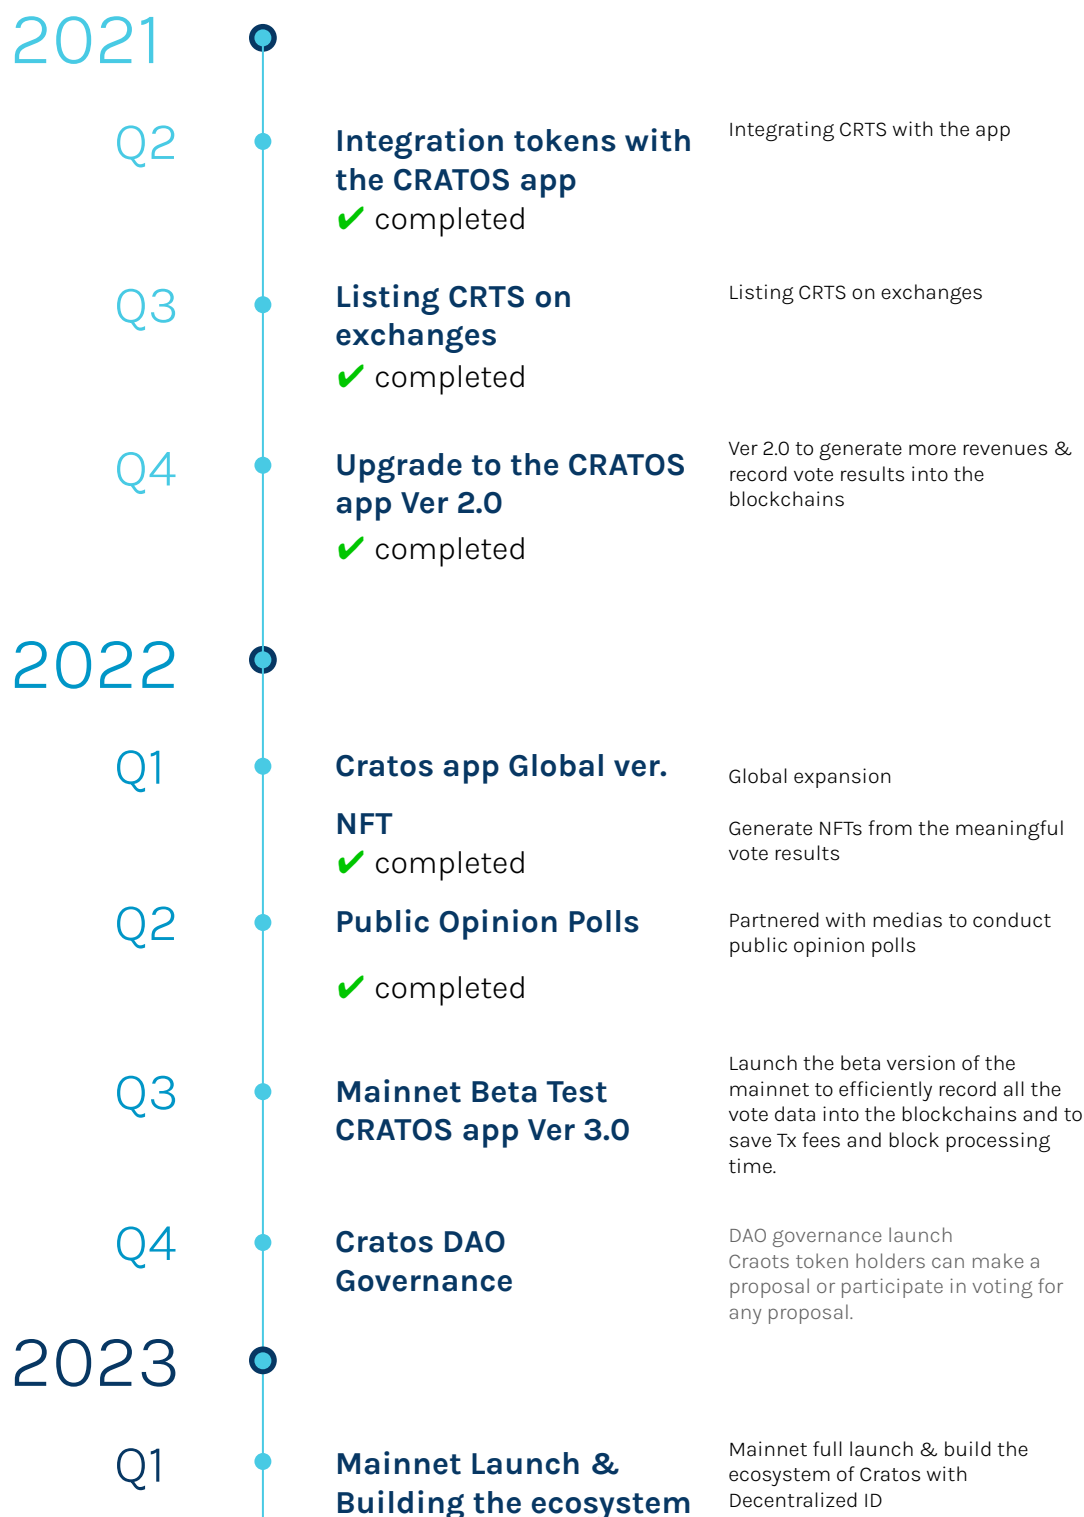 2021
Q2
Integration tokens with
the CRATOS app
✔ completed
Integrating CRTS with the app
Q3
Listing CRTS on
exchanges
✔ completed
Listing CRTS on exchanges
Q4
Upgrade to the CRATOS
app Ver 2.0
✔ completed
Ver 2.0 to generate more revenues &
record vote results into the
blockchains
2022
Q1
Cratos app Global ver.
Global expansion
NFT
✔ completed
Generate NFTs from the meaningful
vote results
Q2
Public Opinion Polls
✔ completed
Partnered with medias to conduct
public opinion polls
Q3
Mainnet Beta Test
CRATOS app Ver 3.0
Launch the beta version of the
mainnet to efficiently record all the
vote data into the blockchains and to
save Tx fees and block processing
time.
Q4
Cratos DAO
Governance
DAO governance launch
Craots token holders can make a
proposal or participate in voting for
any proposal.
2023
Q1
Mainnet Launch &
Building the ecosystem
Mainnet full launch & build the
ecosystem of Cratos with
Decentralized ID